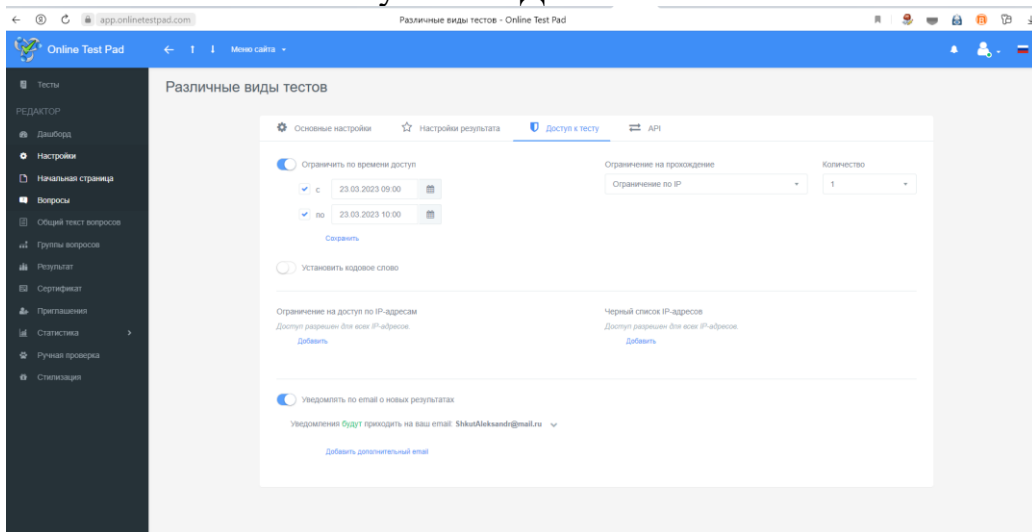 app.onlinetestpad.com
Различные виды тестов - Online Test Pad
Online Test Pad
Меню сайта
Тесты
РЕДАКТОР
Дашборд
Настройки
Начальная страница
Вопросы
Общий текст вопросов
Группы вопросов
Результат
Сертификат
Приглашения
Статистика
Ручная проверка
Стилизация
Различные виды тестов
Основные настройки Настройки результата Доступ к тесту API
Ограничить по времени доступ
с 23.03.2023 09:00
по 23.03.2023 10:00
Сохранить
Ограничение на прохождение Количество
Ограничение по IP 1
Установить кодовое слово
Ограничение на доступ по IP-адресам
Доступ разрешен для всех IP-адресов.
Добавить
Черный список IP-адресов
Доступ разрешен для всех IP-адресов.
Добавить
Уведомлять по email о новых результатах
Уведомления будут приходить на ваш email: ShkutAleksandr@mail.ru
Добавить дополнительный email